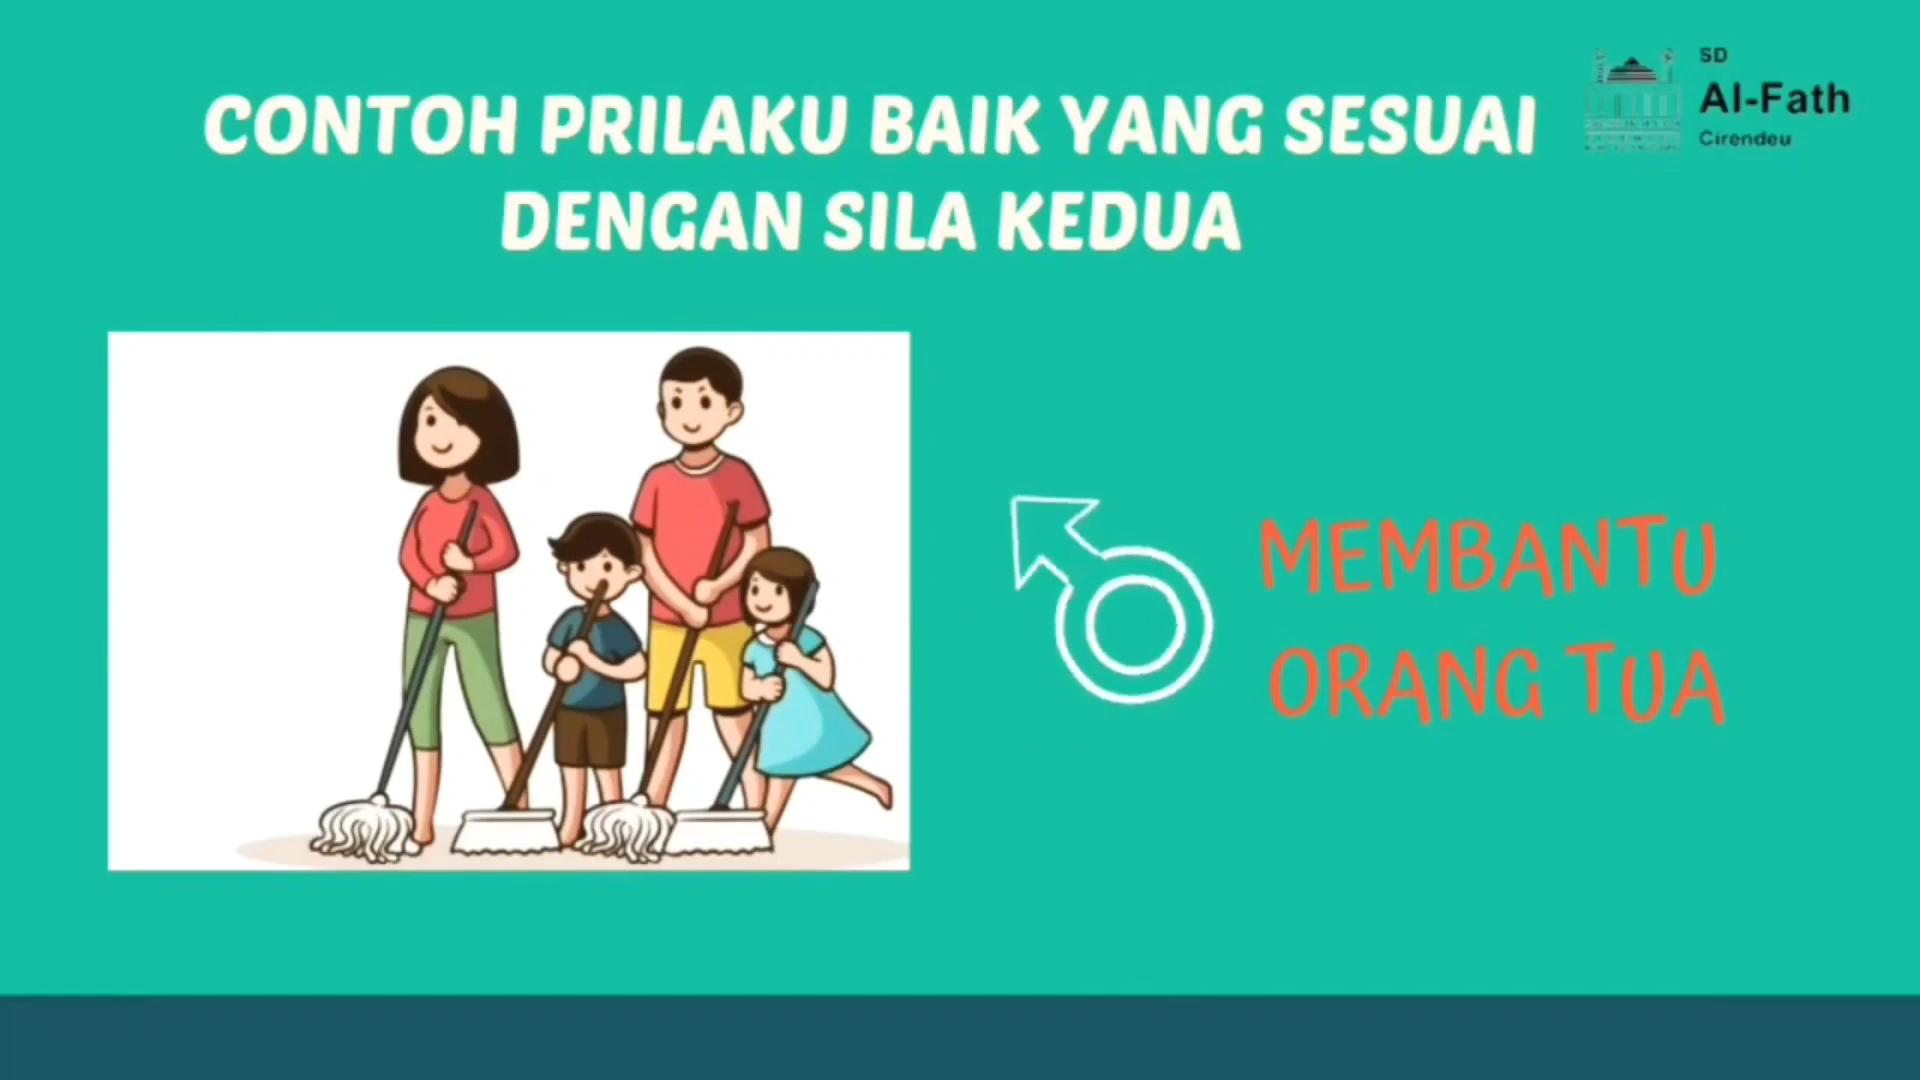 CONTOH PRILAKU BAIK YANG SESUAI
DENGAN SILA KEDUA
SD
Al-Fath
Cirendeu
MEMBANTU
ORANG TUA